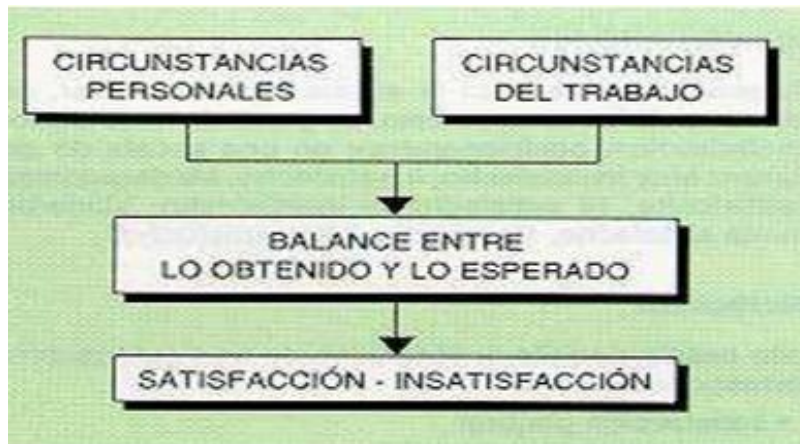 CIRCUNSTANCIAS
PERSONALES
CIRCUNSTANCIAS
DEL TRABAJO
BALANCE ENTRE
LO OBTENIDO Y LO ESPERADO
SATISFACCIÓN - INSATISFACCIÓN